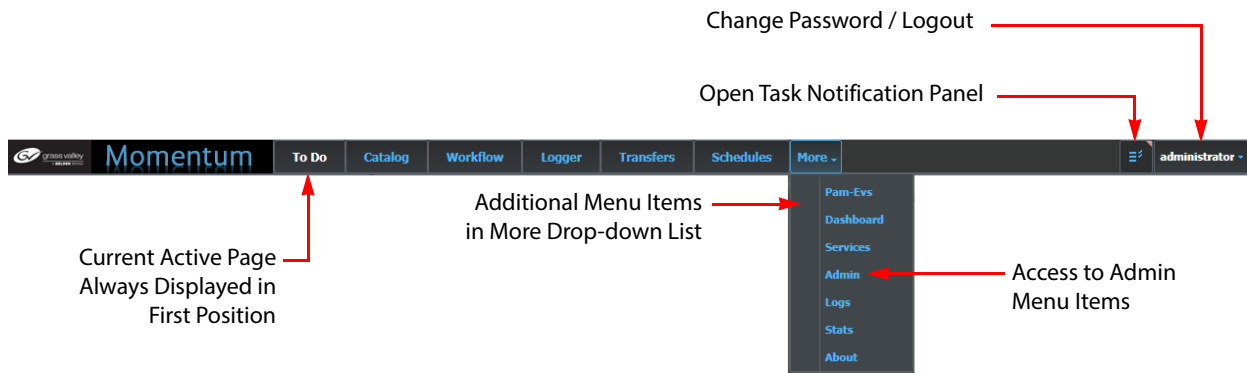 Change Password / Logout
Open Task Notification Panel
grass valley
Momentum
To Do
Catalog
Workflow
Logger
Transfers
Schedules
More
administrator
Pam-Evs
Dashboard
Services
Admin
Logs
Stats
About
Additional Menu Items
in More Drop-down List
Current Active Page
Always Displayed in
First Position
Access to Admin
Menu Items